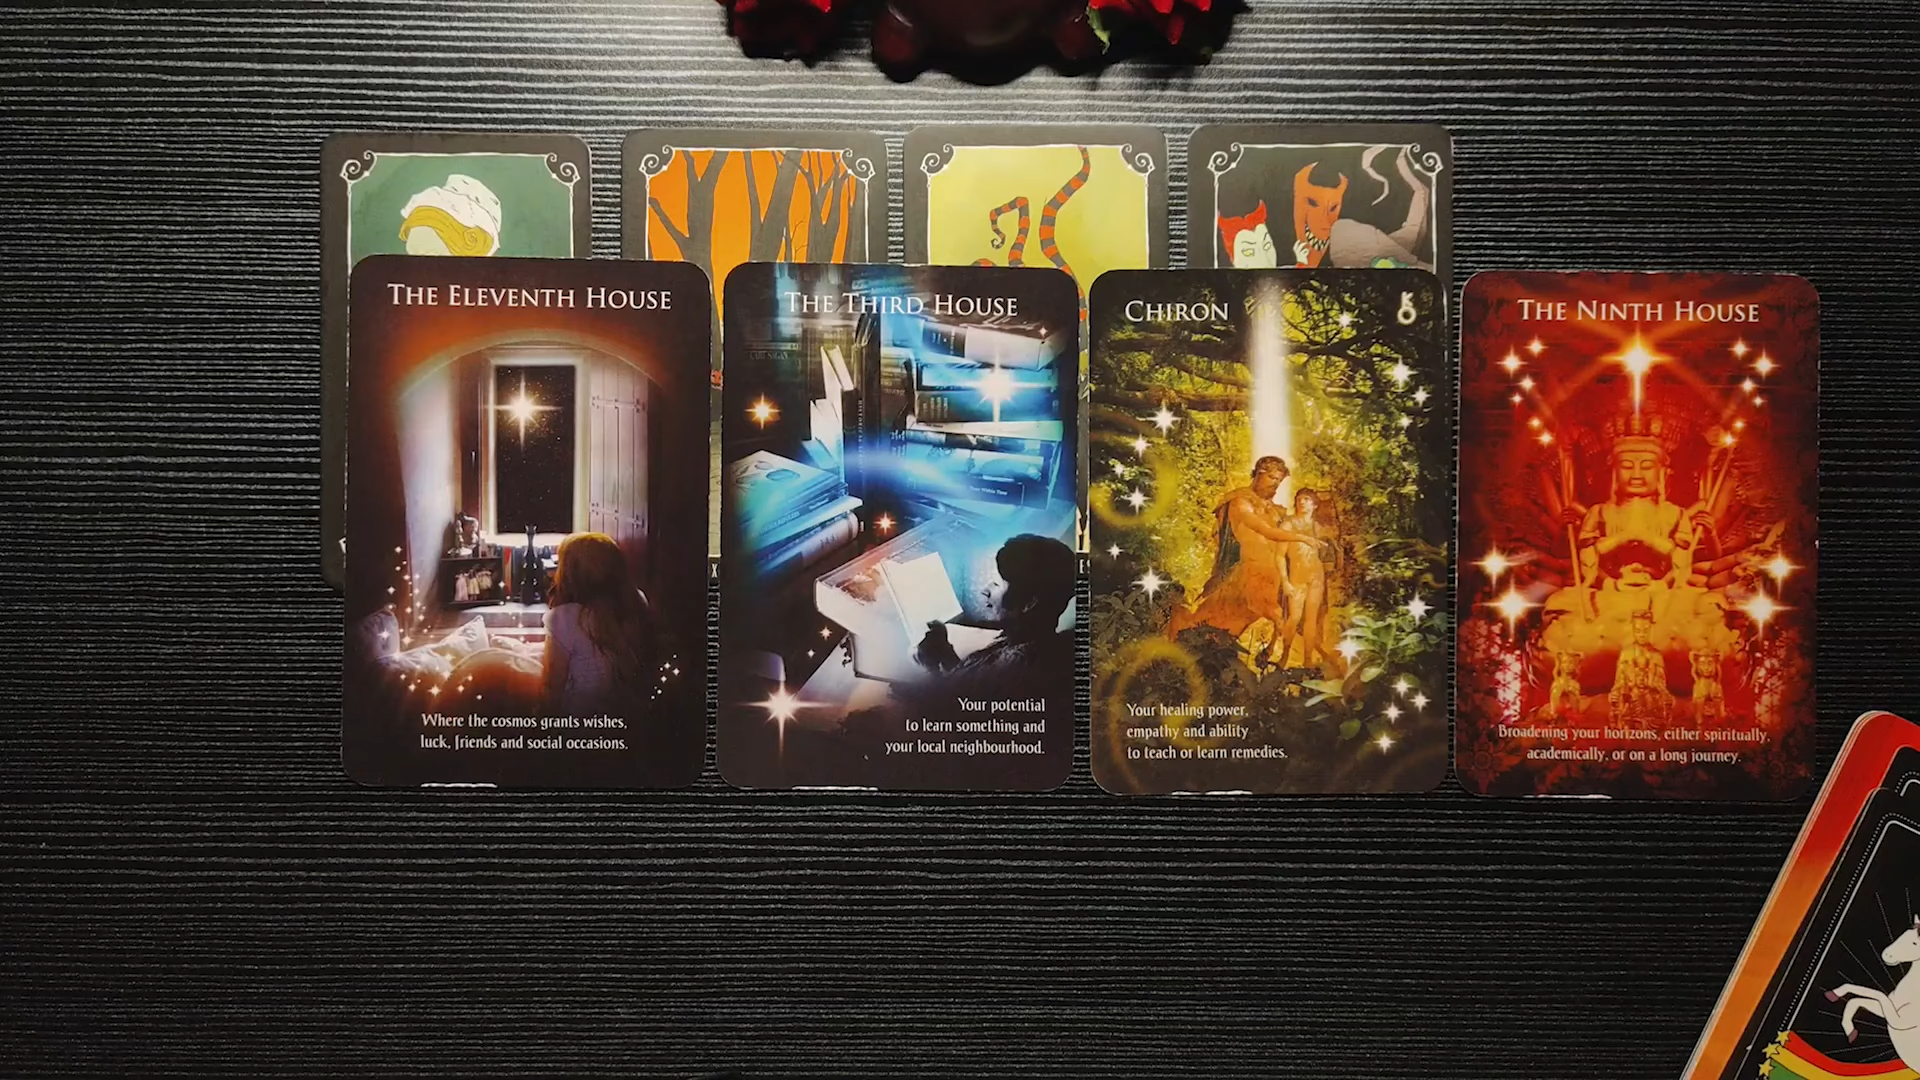 THE ELEVENTH HOUSE
Where the cosmos grants wishes,
luck, friends and social occasions.
THE THIRD HOUSE
Your potential
to learn something and
your local neighbourhood.
CHIRON
Your healing power,
empathy and ability
to teach or learn remedies.
THE NINTH HOUSE
Broadening your horizons, either spiritually,
academically, or on a long journey.